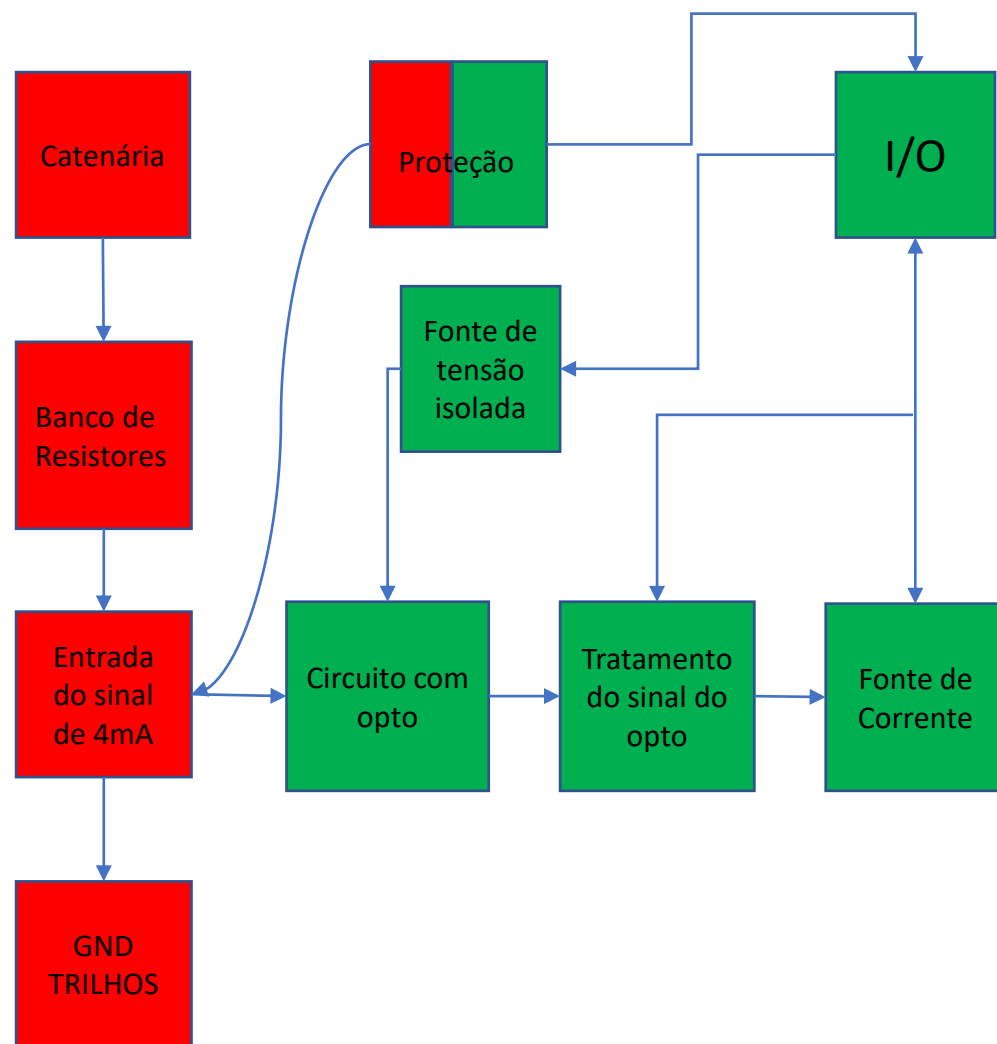 Catenária
Proteção
I/O
Fonte de
tensão
isolada
Banco de
Resistores
Entrada
do sinal
de 4mA
Circuito com
opto
Tratamento
do sinal do
opto
Fonte de
Corrente
GND
TRILHOS